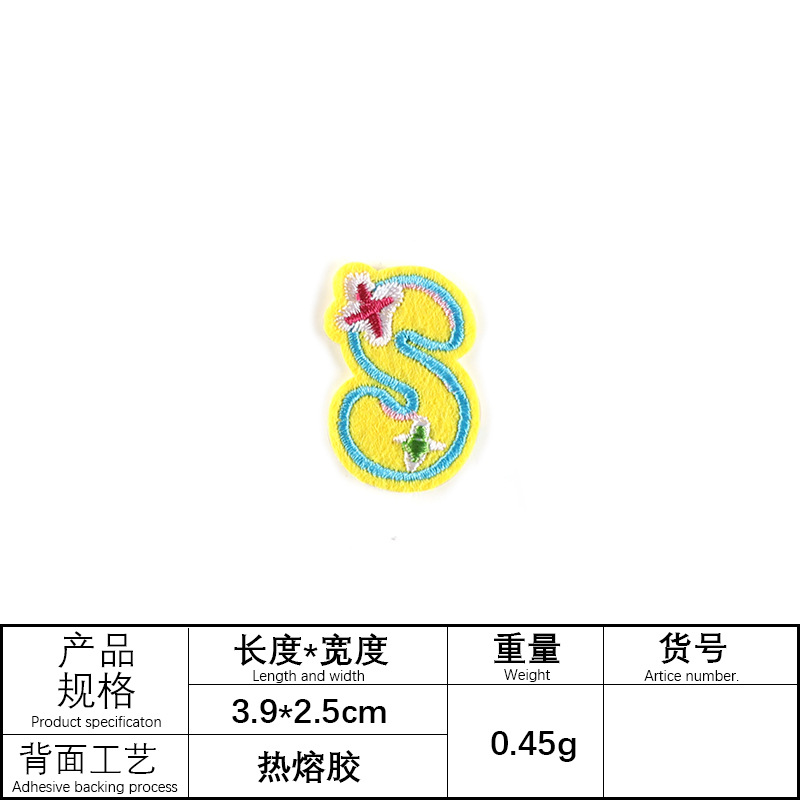 S
产品
规格
Product specificaton
长度*宽度
Length and width
重量
Weight
货号
Artice number.
3.9*2.5cm
0.45g
背面工艺
Adhesive backing process
热熔胶